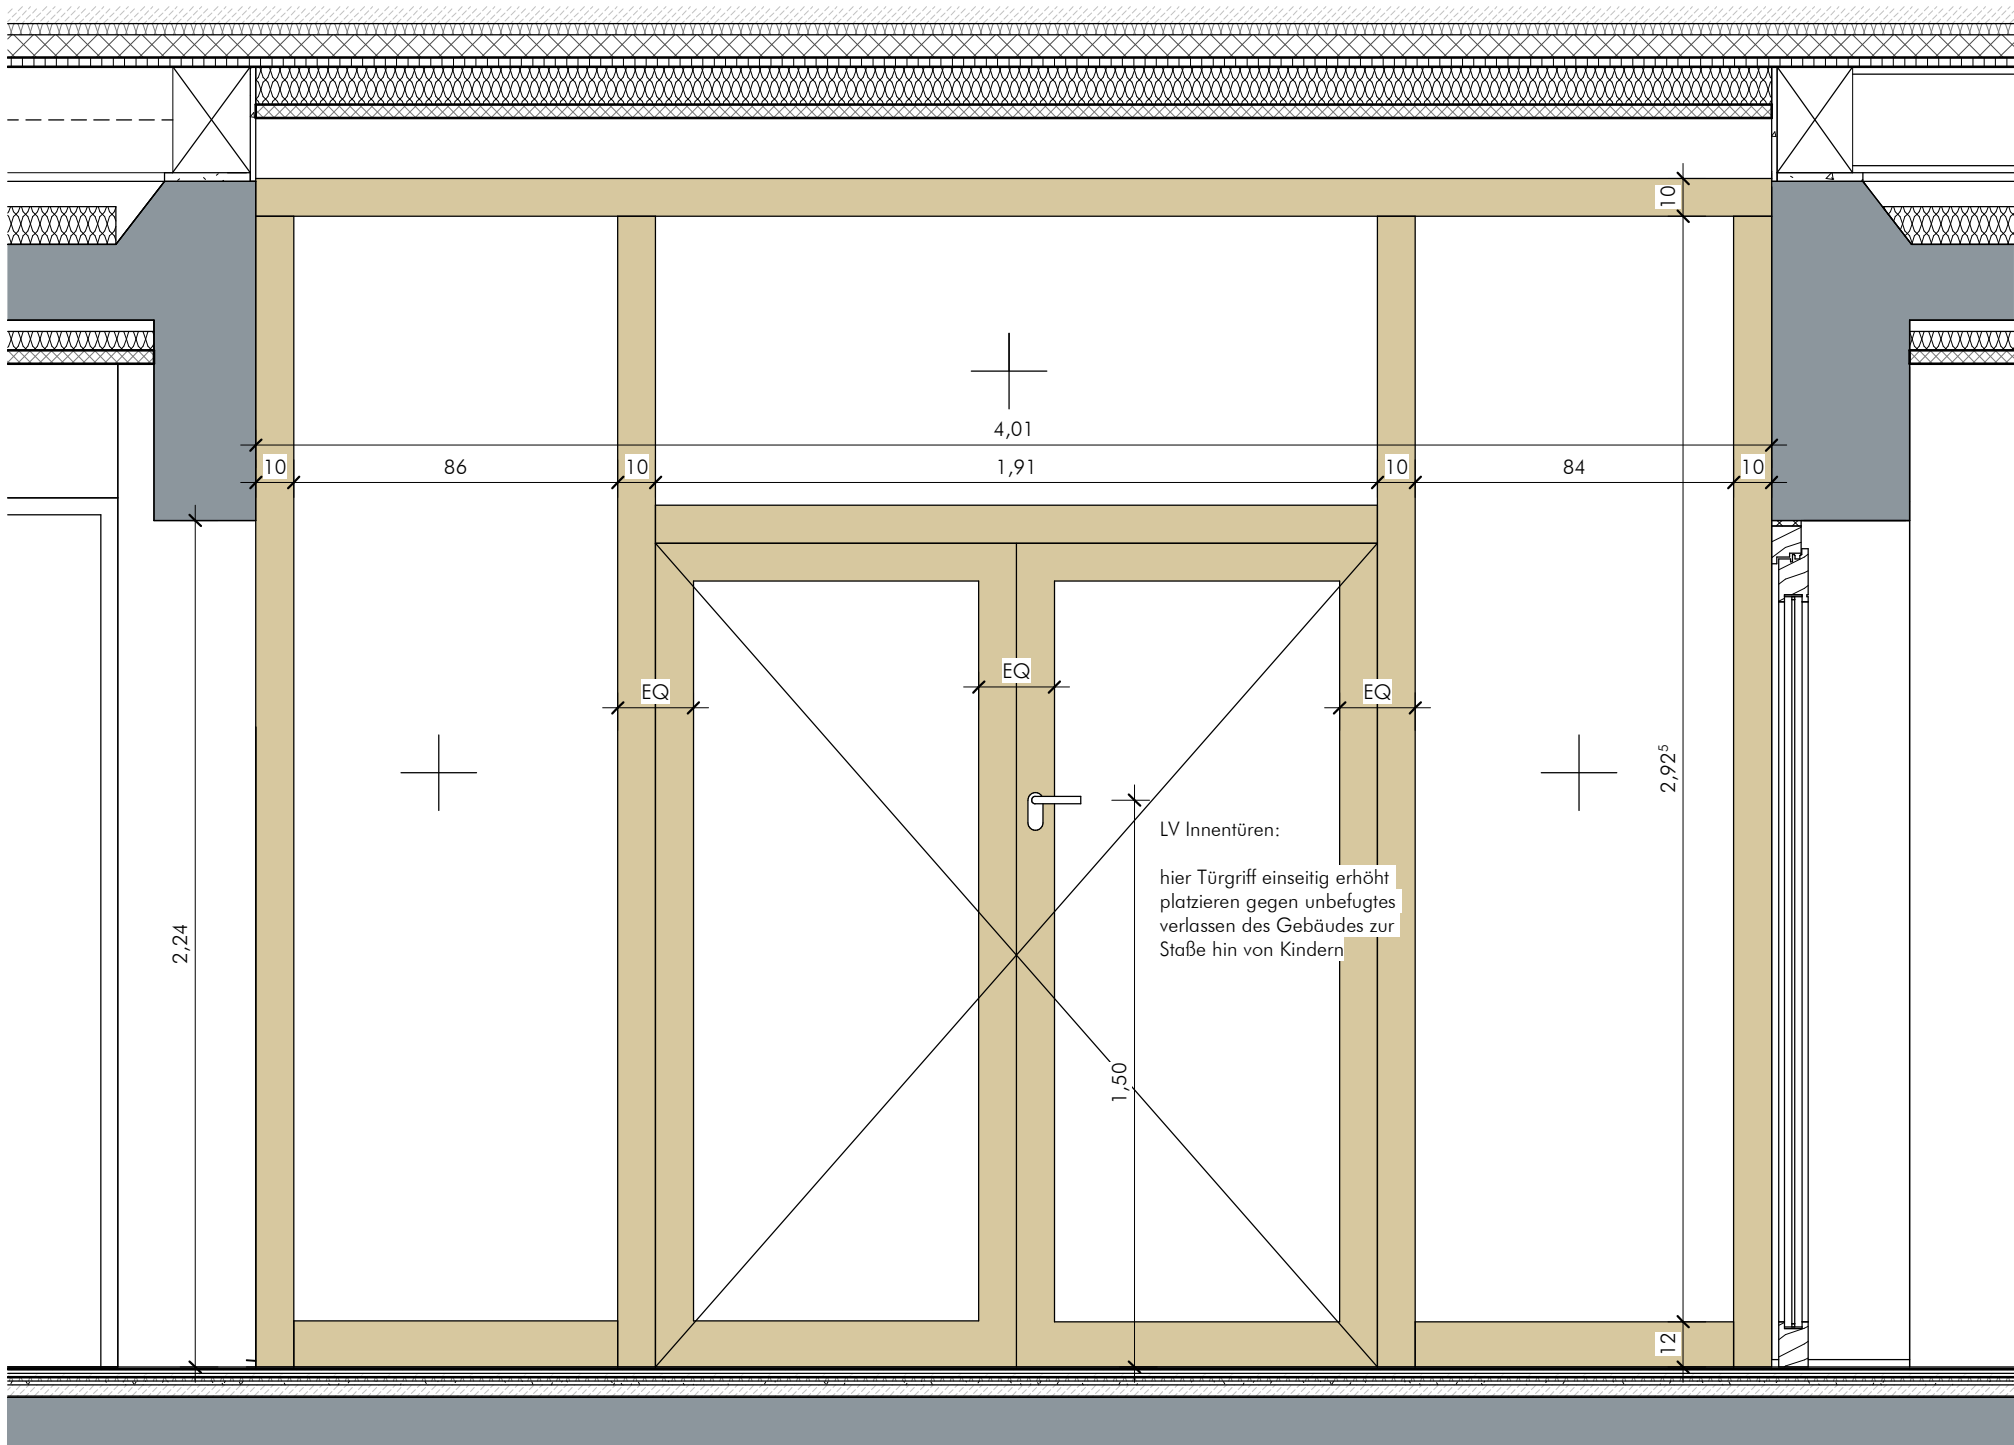 10
4,01
10
86
10
1,91
10
84
10
EQ
EQ
EQ
2,92⁵
LV Innentüren:
hier Türgriff einseitig erhöht
platzieren gegen unbefugtes
verlassen des Gebäudes zur
Staße hin von Kindern
2,24
1,50
12